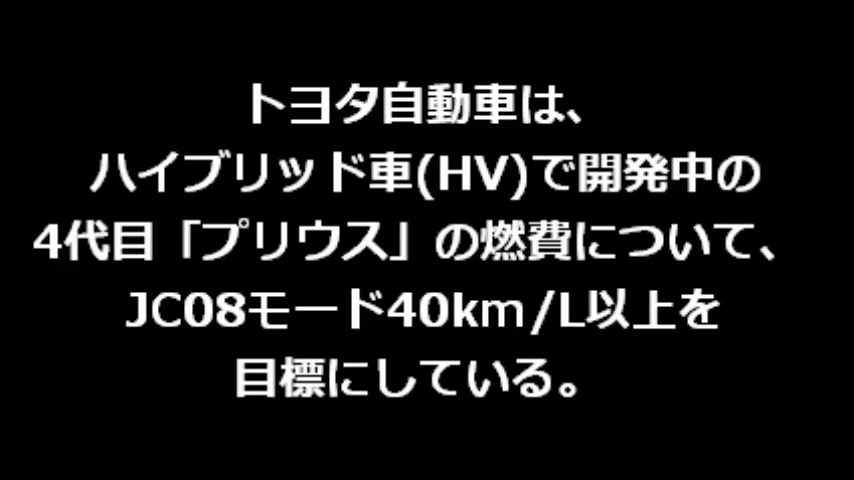 トヨタ自動車は、
ハイブリッド車(HV)で開発中の
4代目「プリウス」の燃費について、
JC08モード40km/L以上を
目標にしている。